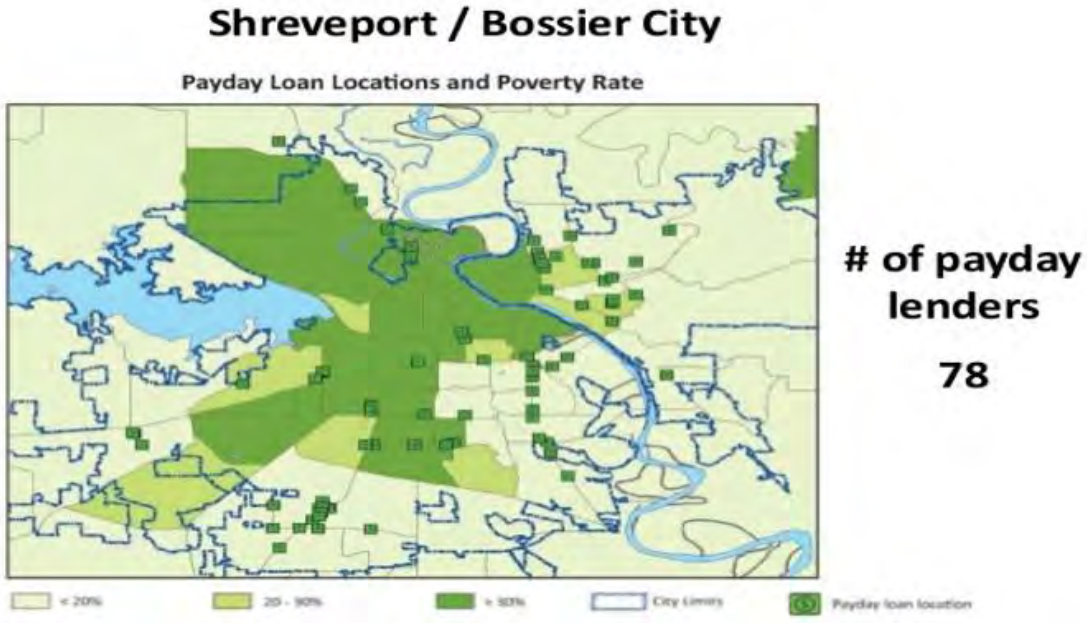 Shreveport / Bossier City
Payday Loan Locations and Poverty Rate
# of payday
lenders
78
< 20%
20 - 30%
> 30%
City Limits
Payday loan location